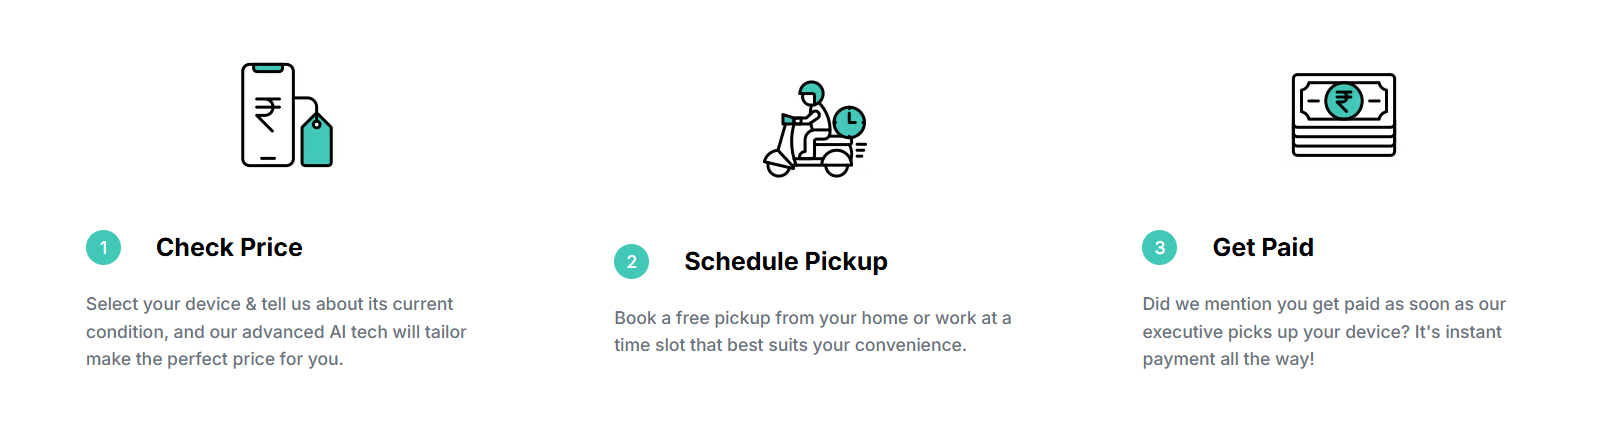 1 Check Price
Select your device & tell us about its current
condition, and our advanced AI tech will tailor
make the perfect price for you.
2 Schedule Pickup
Book a free pickup from your home or work at a
time slot that best suits your convenience.
3 Get Paid
Did we mention you get paid as soon as our
executive picks up your device? It's instant
payment all the way!